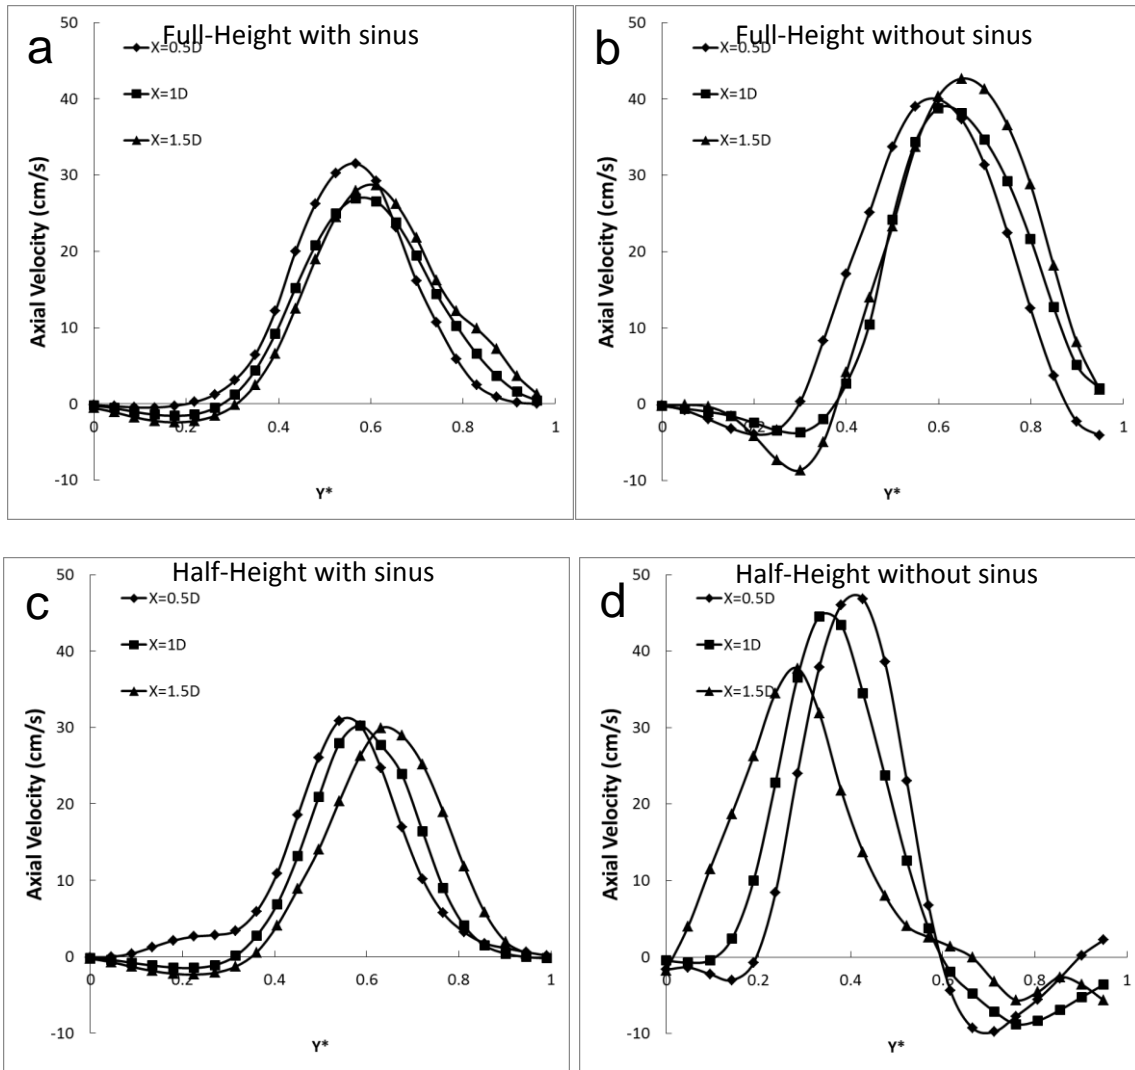 a
Full-Height with sinus
50
40
30
20
10
0
-10
0
0.2
0.4
0.6
0.8
1
Axial Velocity (cm/s)
Y*
X=0.5D
X=1D
X=1.5D
b
Full-Height without sinus
50
40
30
20
10
0
-10
0
0.2
0.4
0.6
0.8
1
Axial Velocity (cm/s)
Y*
X=0.5D
X=1D
X=1.5D
c
Half-Height with sinus
50
40
30
20
10
0
-10
0
0.2
0.4
0.6
0.8
1
Axial Velocity (cm/s)
Y*
X=0.5D
X=1D
X=1.5D
d
Half-Height without sinus
50
40
30
20
10
0
-10
0
0.2
0.4
0.6
0.8
1
Axial Velocity (cm/s)
Y*
X=0.5D
X=1D
X=1.5D